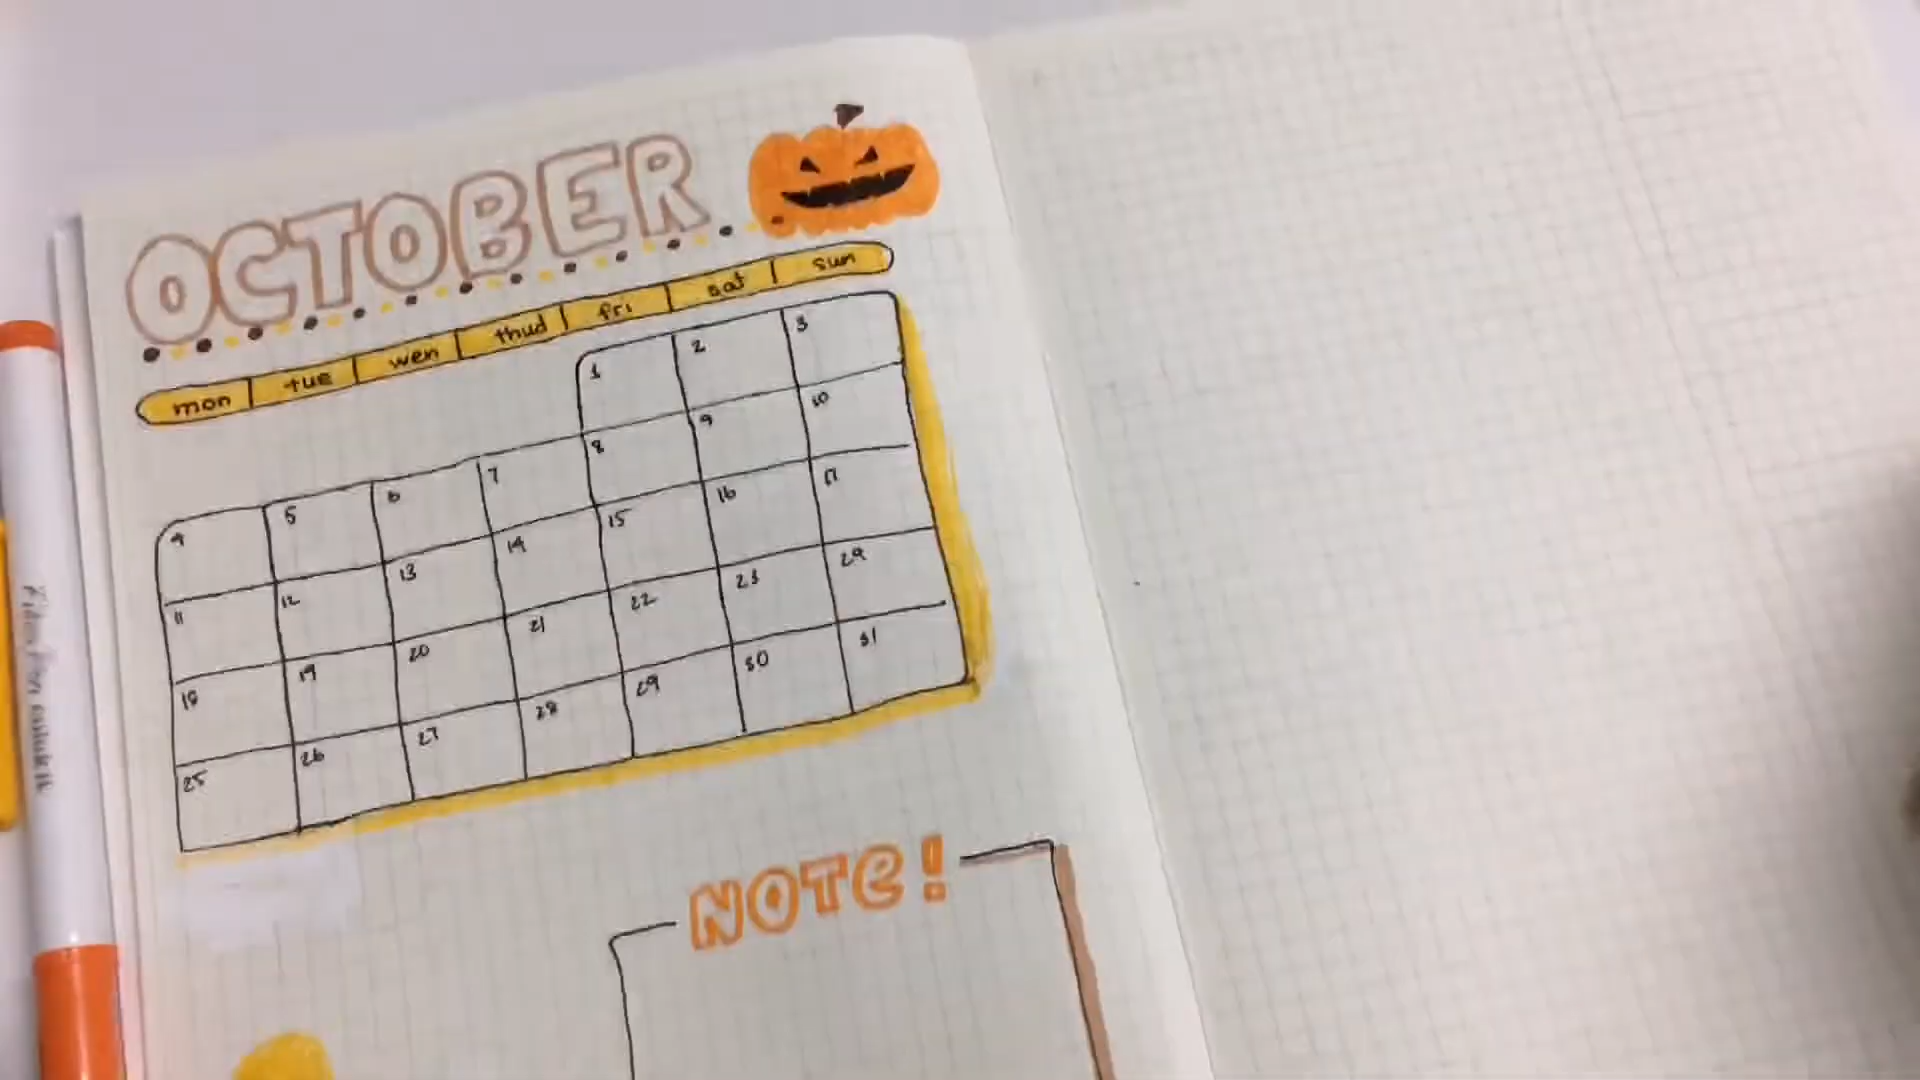 OCTOBER
mon tue wen thud fri sat sun
1 2 3
4 5 6 7 8 9 10
11 12 13 14 15 16 17
18 19 20 21 22 23 24
25 26 27 28 29 30 31
NOTE!